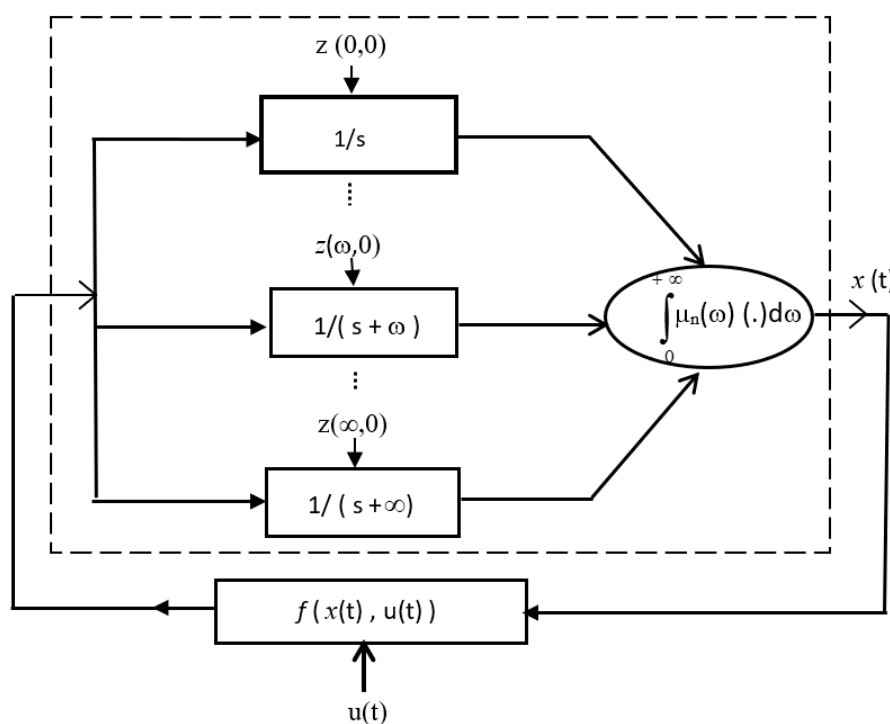 z (0,0)
1/s
z(ω,0)
1/( s + ω )
z(∞,0)
1/ ( s +∞)
+ ∞
∫ μₙ(ω) (.)dω
0
x (t)
f ( x(t) , u(t) )
u(t)